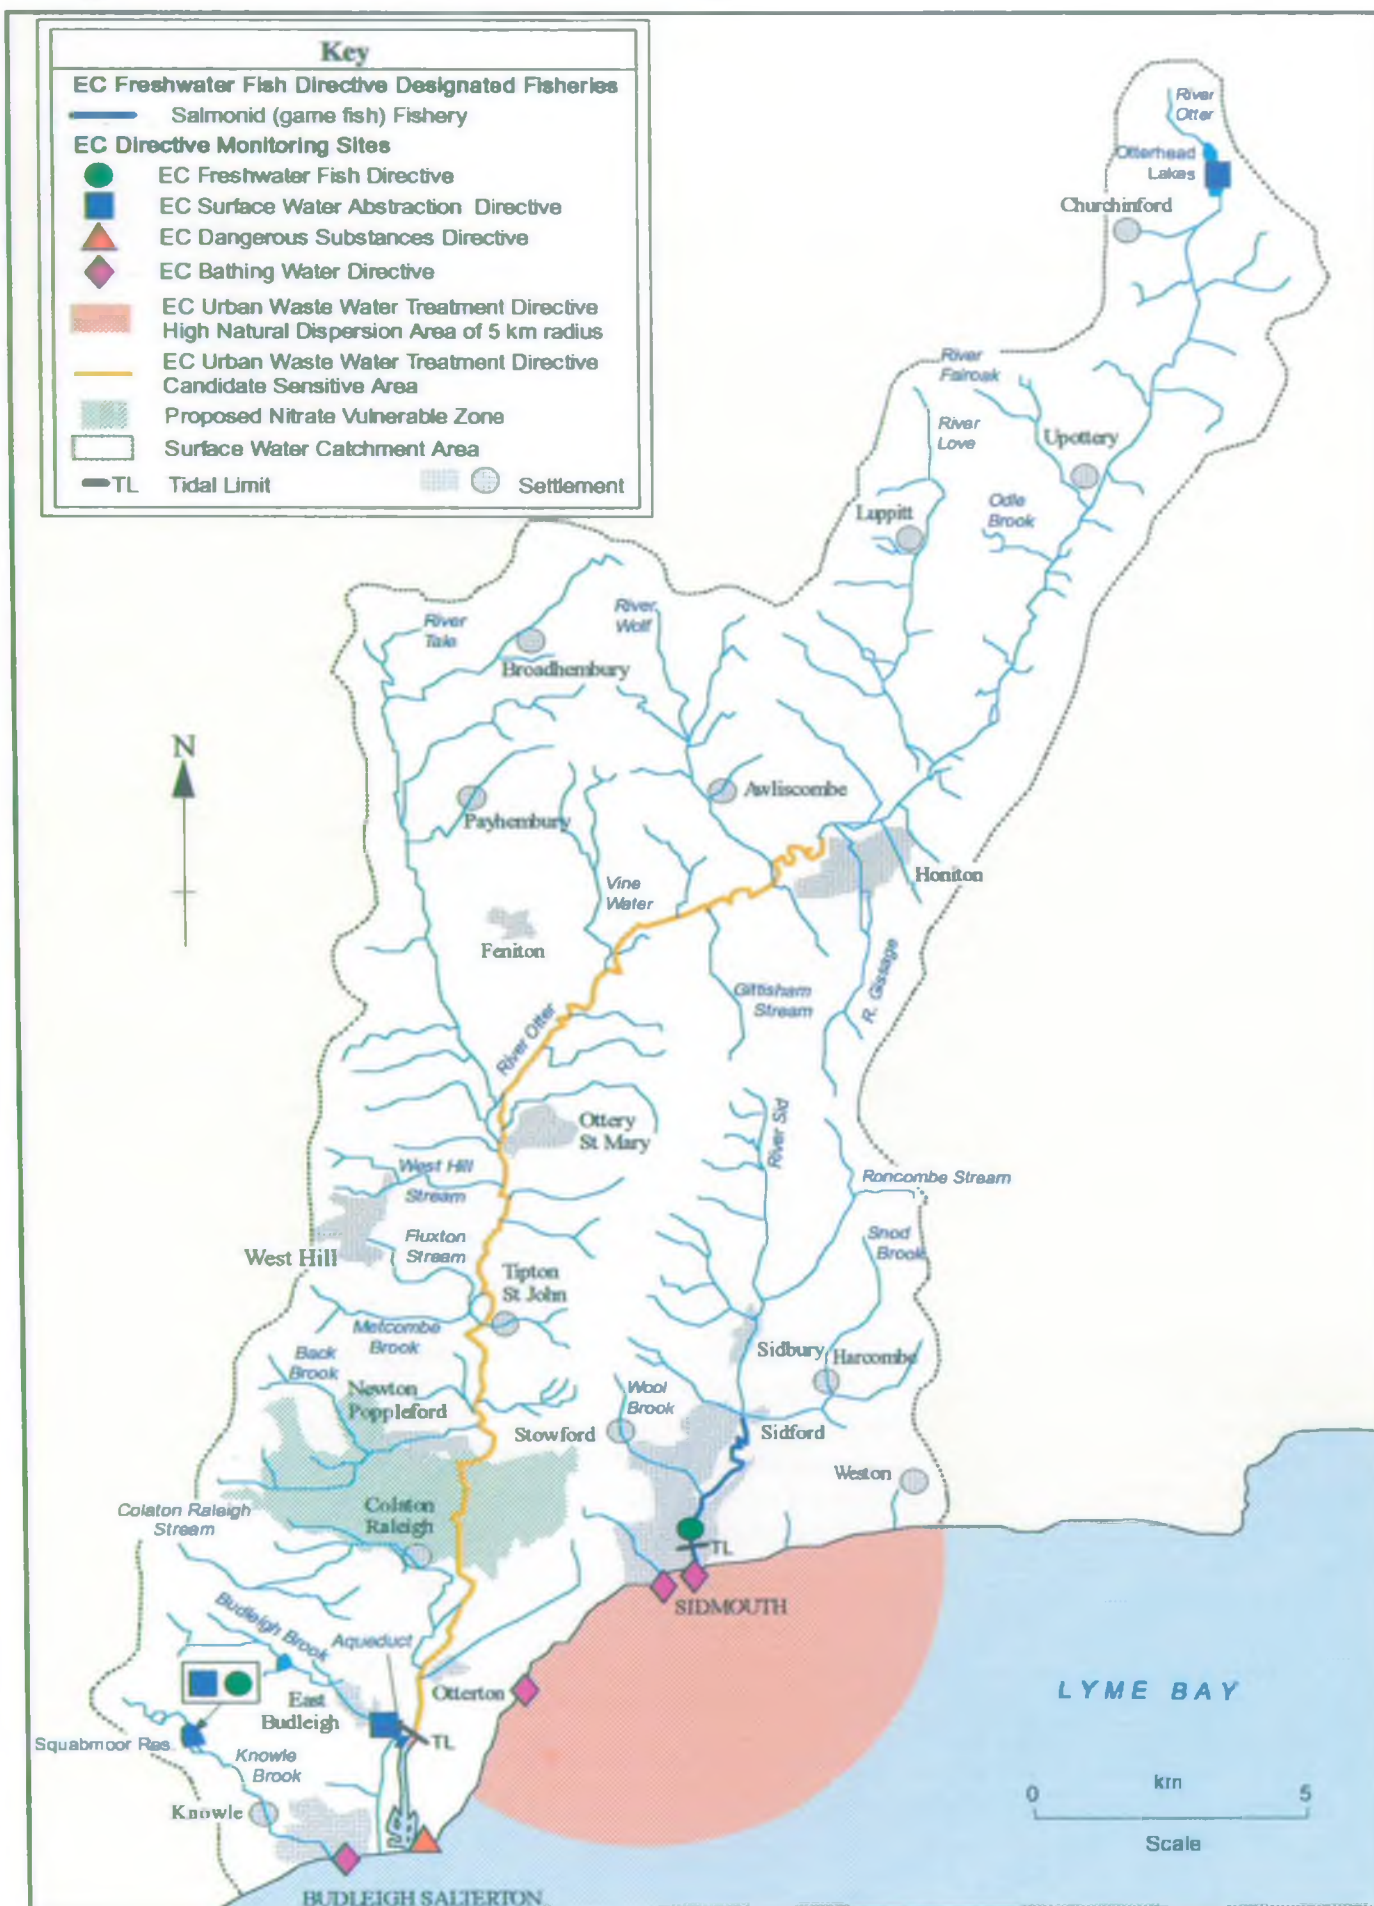 Key
EC Freshwater Fish Directive Designated Fisheries
Salmonid (game fish) Fishery
EC Directive Monitoring Sites
EC Freshwater Fish Directive
EC Surface Water Abstraction Directive
EC Dangerous Substances Directive
EC Bathing Water Directive
EC Urban Waste Water Treatment Directive
High Natural Dispersion Area of 5 km radius
EC Urban Waste Water Treatment Directive
Candidate Sensitive Area
Proposed Nitrate Vulnerable Zone
Surface Water Catchment Area
TL Tidal Limit
Settlement
River
Otter
Otterhead
Lakes
Churchinford
River
Fairoak
River
Love
Upottery
Odle
Brook
Luppitt
River
Tale
River
Wolf
Broadhembury
N
Awliscombe
Payhembury
Honiton
Vine
Water
Feniton
Gittisham
Stream
R. Gissage
River Otter
Ottery
St Mary
River Sid
West Hill
Stream
Roncombe Stream
Fluxton
Stream
Snod
Brook
West Hill
Tipton
St John
Metcombe
Brook
Back
Brook
Sidbury
Harcombe
Newton
Poppleford
Wool
Brook
Stowford
Sidford
Weston
Colaton Raleigh
Stream
Colaton
Raleigh
TL
SIDMOUTH
Budleigh Brook
Aqueduct
Otterton
East
Budleigh
TL
Squabmoor Res.
Knowle
Brook
Knowle
BUDLEIGH SALTERTON
LYME BAY
km
0 5
Scale